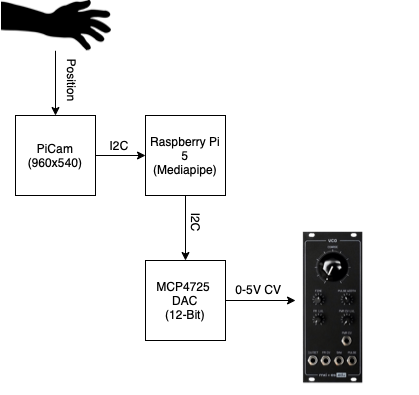 Position
PiCam
(960x540)
I2C
Raspberry Pi
5
(Mediapipe)
I2C
MCP4725
DAC
(12-Bit)
0-5V CV
VCO